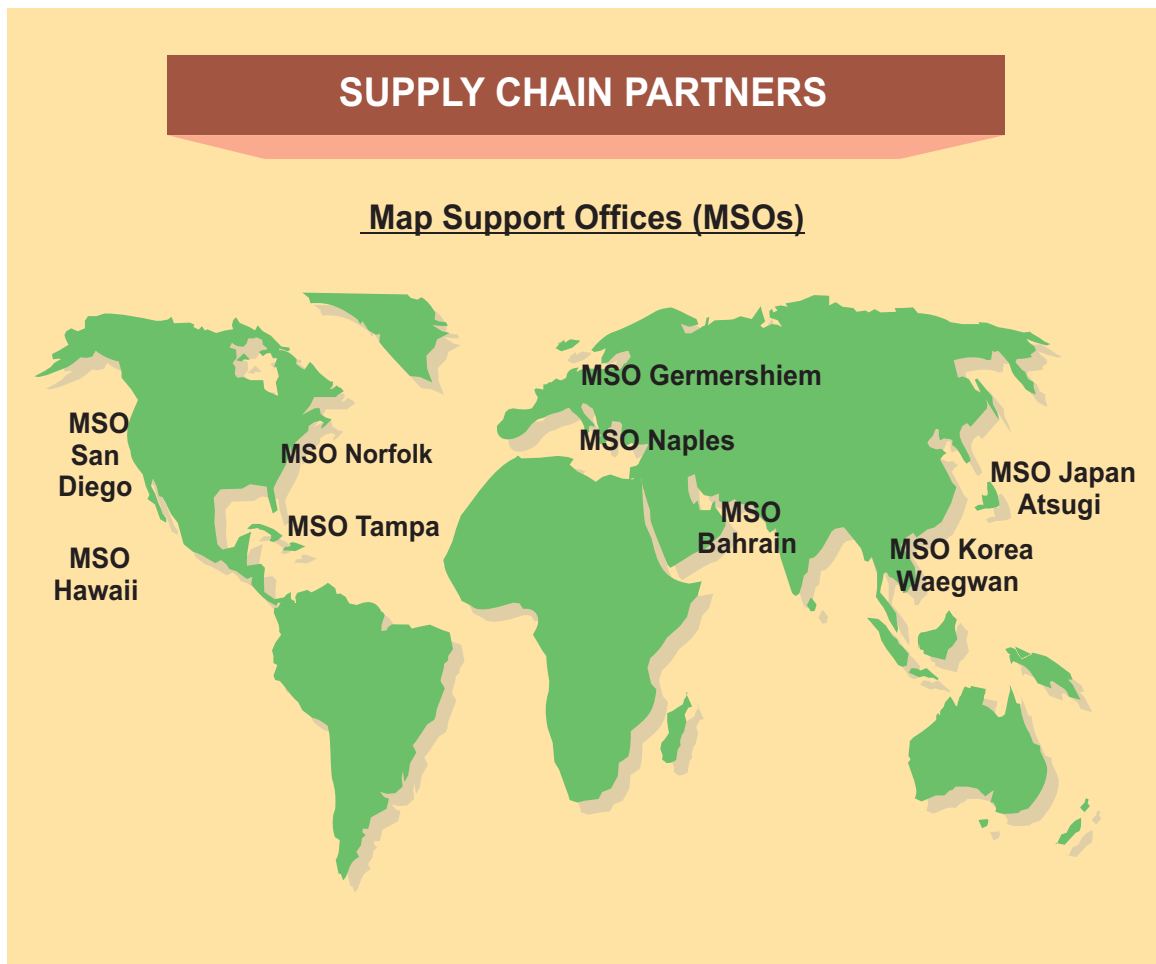 SUPPLY CHAIN PARTNERS
Map Support Offices (MSOs)
MSO Germershiem
MSO
San
Diego
MSO Norfolk
MSO Naples
MSO Japan
Atsugi
MSO Tampa
MSO
Bahrain
MSO
Hawaii
MSO Korea
Waegwan